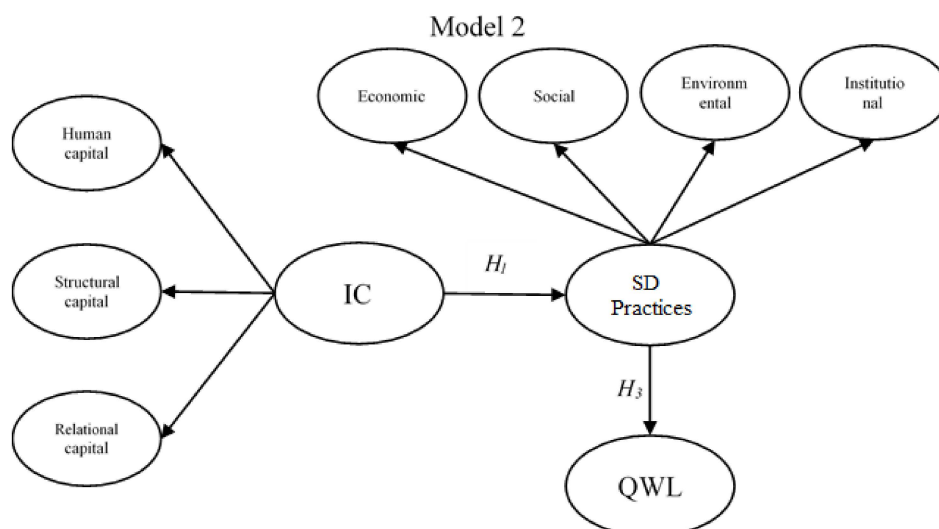 Model 2
Economic
Social
Environm
ental
Institutio
nal
Human
capital
Structural
capital
Relational
capital
IC
H1
SD
Practices
H3
QWL